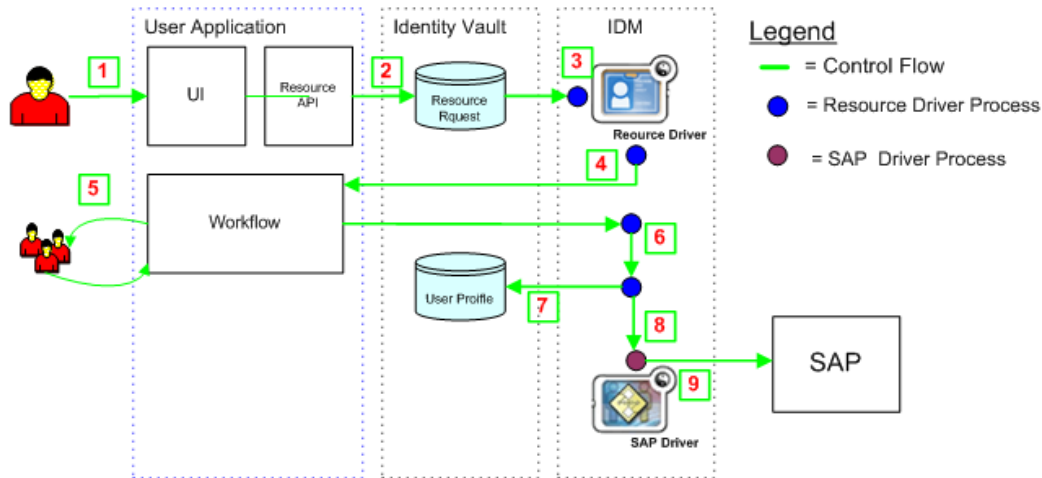 User Application
Identity Vault
IDM
Legend
1
UI
Resource
API
2
Resource
Rquest
3
Reource Driver
= Control Flow
= Resource Driver Process
= SAP Driver Process
4
5
Workflow
6
User Proifle
7
8
9
SAP
SAP Driver